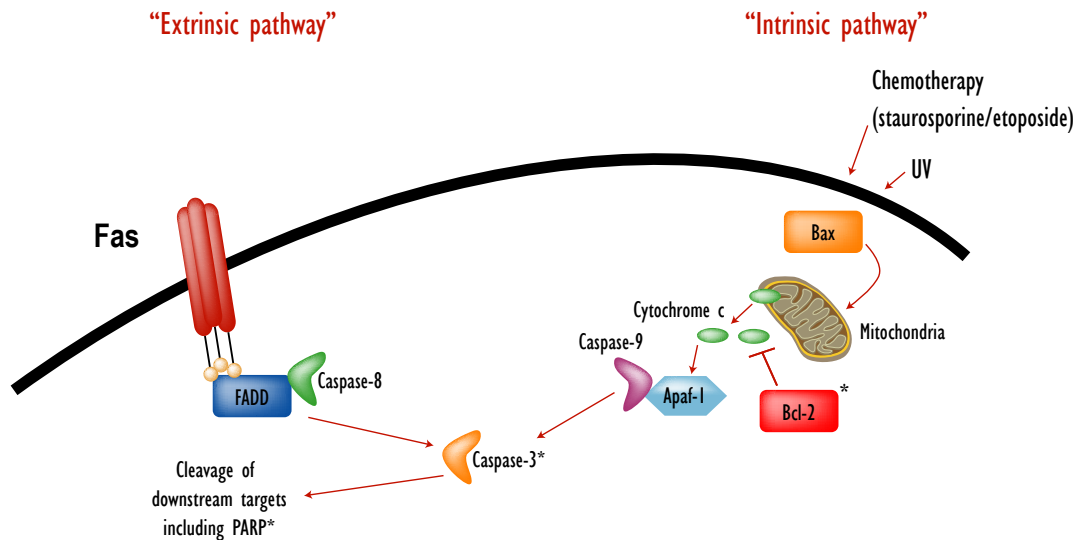 “Extrinsic pathway”
“Intrinsic pathway”
Chemotherapy
(staurosporine/etoposide)
UV
Fas
Bax
Cytochrome c
Mitochondria
Caspase-9
Caspase-8
FADD
Apaf-1
Bcl-2
*
Caspase-3*
Cleavage of
downstream targets
including PARP*